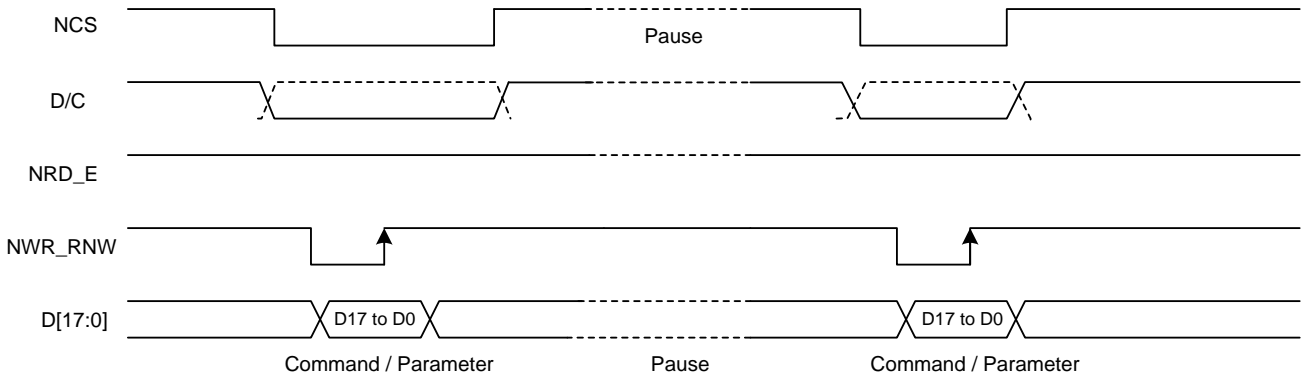 NCS
Pause
D/C
NRD_E
NWR_RNW
D[17:0]
D17 to D0
D17 to D0
Command / Parameter
Pause
Command / Parameter